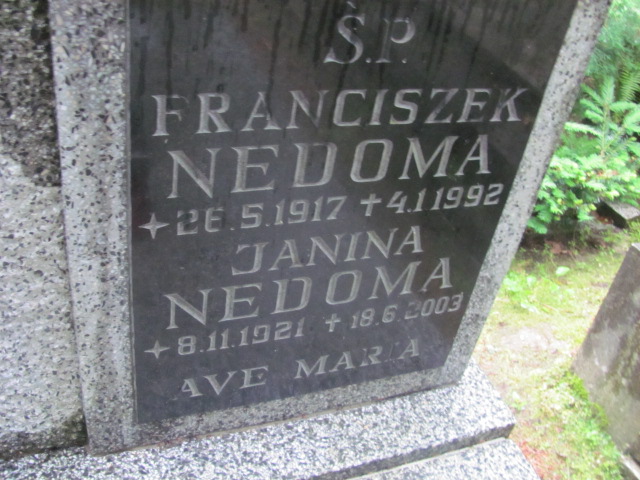 Ś.P.
FRANCISZEK
NEDOMA
✦ 26.5.1917 ✝ 4.1.1992
JANINA
NEDOMA
✦ 8.11.1921 ✝ 18.6.2003
AVE MARIA